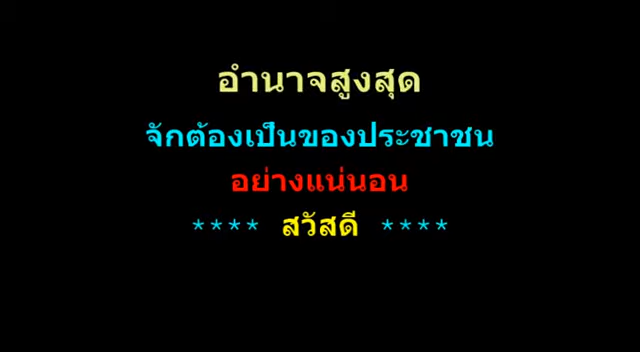 อำนาจสูงสุด
จักต้องเป็นของประชาชน
อย่างแน่นอน
**** สวัสดี ****